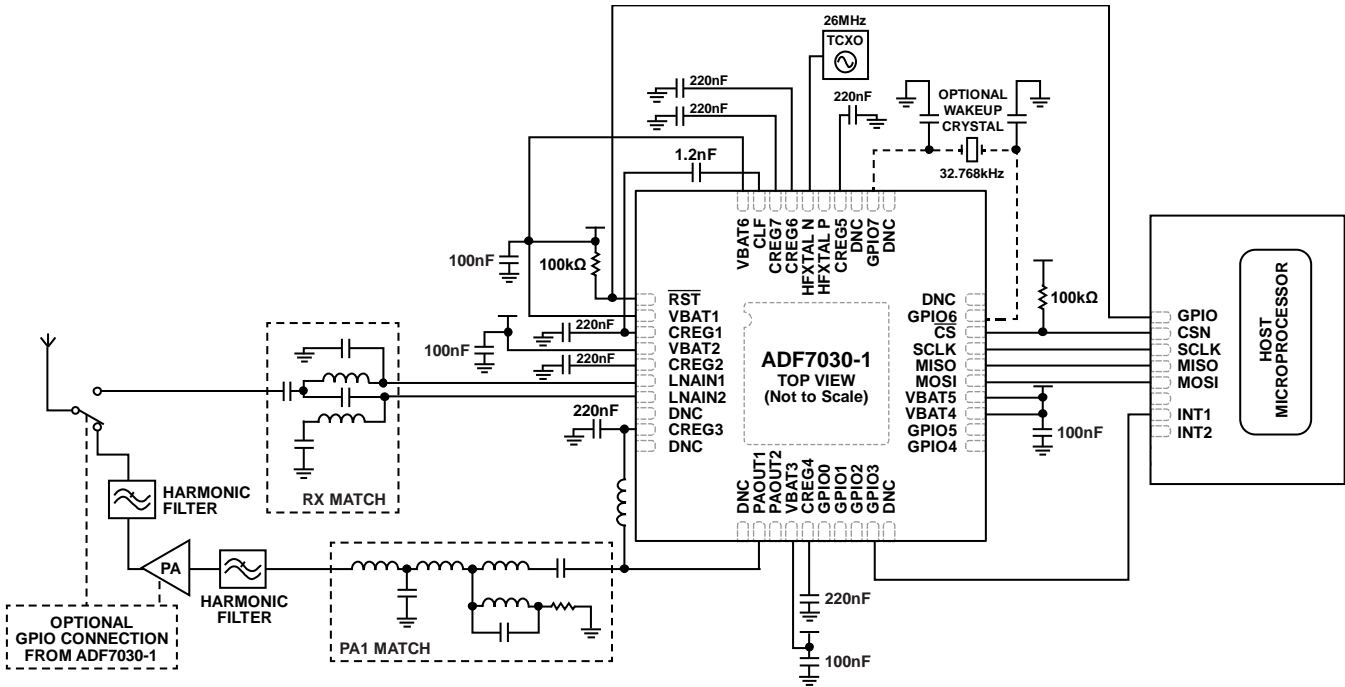 26MHz
TCXO
220nF
220nF
220nF
OPTIONAL
WAKEUP
CRYSTAL
32.768kHz
1.2nF
100nF
100kΩ
VBAT6
CLF
CREG7
CREG6
HFXTAL N
HFXTAL P
CREG5
DNC
GPIO7
DNC
RST
VBAT1
CREG1
VBAT2
CREG2
LNAIN1
LNAIN2
DNC
CREG3
DNC
220nF
100nF
220nF
220nF
ADF7030-1
TOP VIEW
(Not to Scale)
DNC
GPIO6
CS
SCLK
MISO
MOSI
VBAT5
VBAT4
GPIO5
GPIO4
100kΩ
100nF
GPIO
CSN
SCLK
MISO
MOSI
INT1
INT2
HOST
MICROPROCESSOR
DNC
PAOUT1
PAOUT2
VBAT3
CREG4
GPIO0
GPIO1
GPIO2
GPIO3
DNC
220nF
100nF
RX MATCH
HARMONIC
FILTER
PA
HARMONIC
FILTER
PA1 MATCH
OPTIONAL
GPIO CONNECTION
FROM ADF7030-1